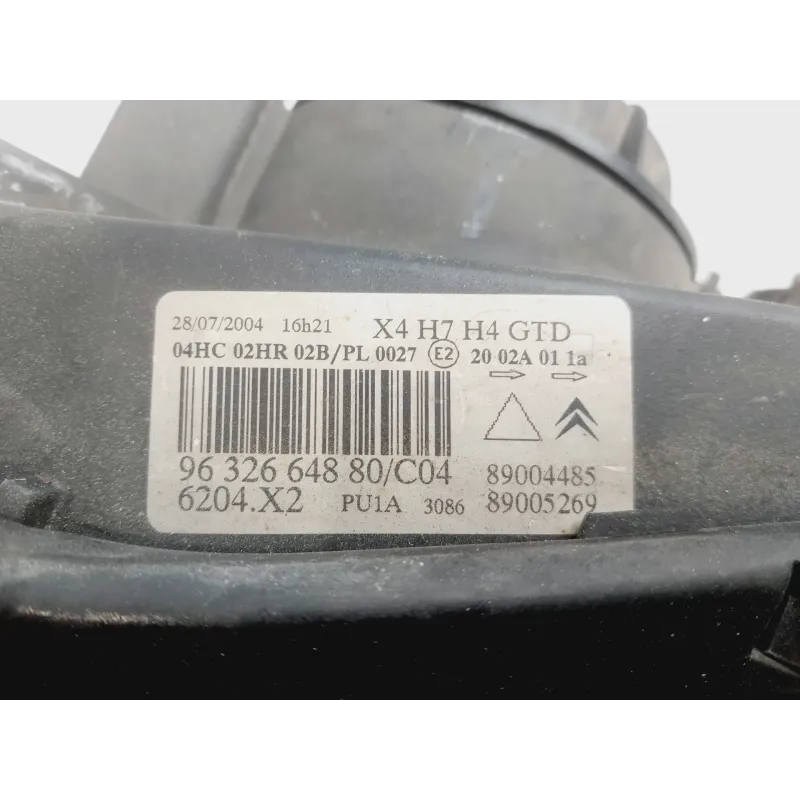 28/07/2004 16h21 X4 H7 H4 GTD
04HC 02HR 02B/PL 0027 E2 20 02A 01 1a
96 326 648 80/C04 89004485
6204.X2 PU1A 3086 89005269